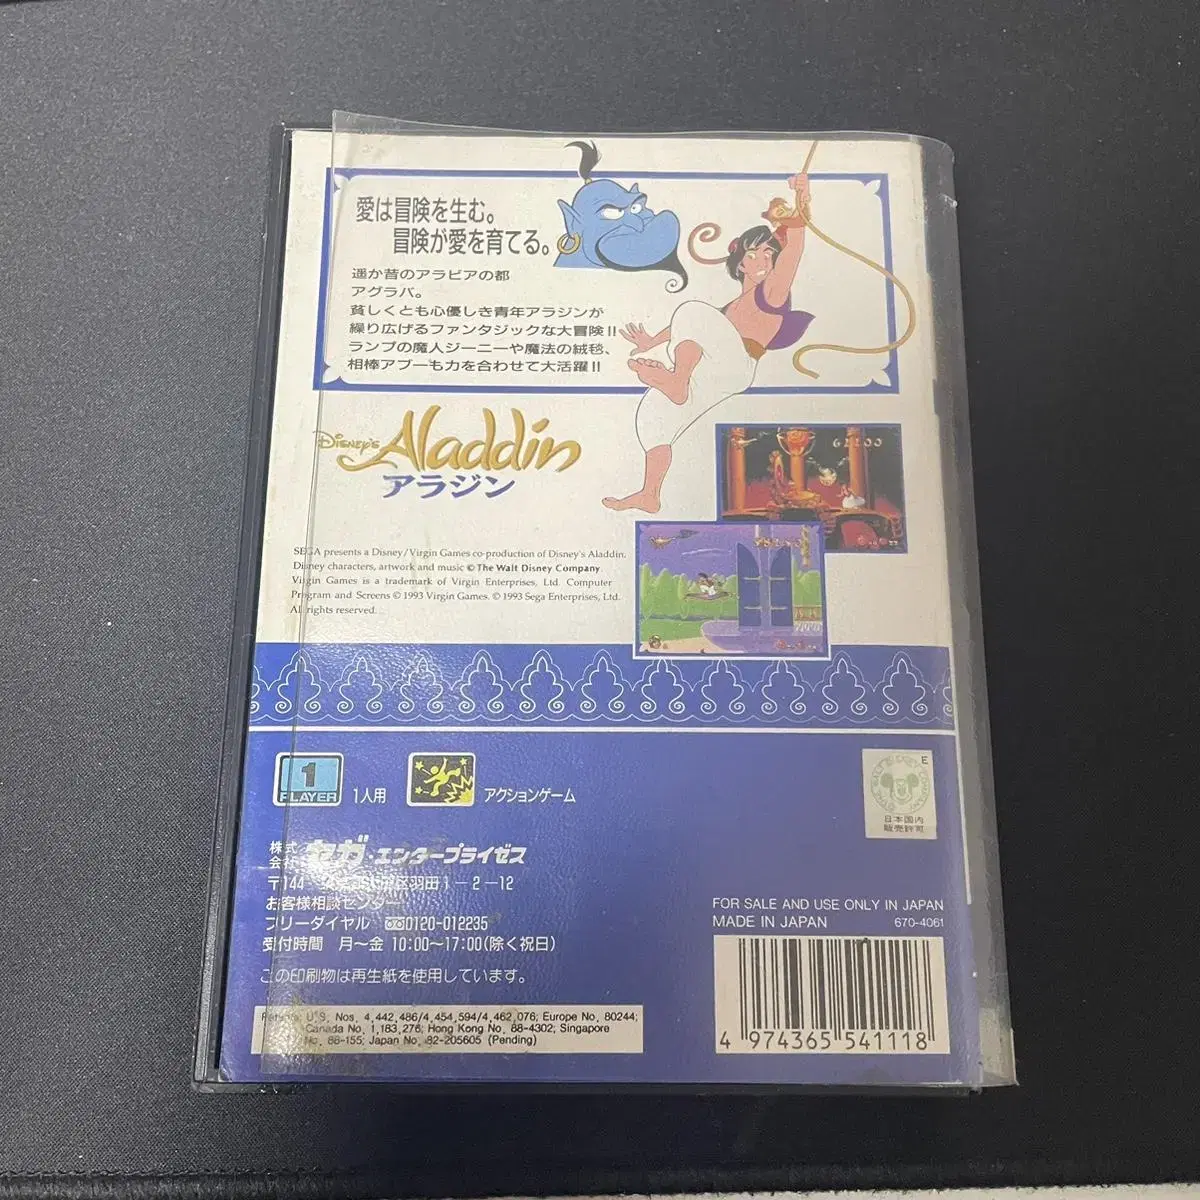 愛は冒険を生む。
冒険が愛を育てる。
遥か昔のアラビアの都
アグラバ。
貧しくとも心優しき青年アラジンが
繰り広げるファンタジックな大冒険!!
ランプの魔人ジーニーや魔法の絨毯、
相棒アブーも力を合わせて大活躍!!
DISNEY'S Aladdin
アラジン
SEGA presents a Disney/Virgin Games co-production of Disney's Aladdin.
Disney characters, artwork and music © The Walt Disney Company.
Virgin Games is a trademark of Virgin Enterprises, Ltd. Computer
Program and Screens © 1993 Virgin Games. © 1993 Sega Enterprises, Ltd.
All rights reserved.
1
PLAYER
1人用
アクションゲーム
E
日本国内
販売許可
株式
会社
セガ・エンタープライゼス
〒144 区羽田1-2-12
お客様相談センター
フリーダイヤル 0120-012235
受付時間 月〜金 10:00〜17:00(除く祝日)
この印刷物は再生紙を使用しています。
FOR SALE AND USE ONLY IN JAPAN
MADE IN JAPAN 670-4061
Patents: U.S. Nos. 4,442,486/4,454,594/4,462,076; Europe No. 80244;
Canada No. 1,183,276; Hong Kong No. 88-4302; Singapore
No. 88-155; Japan No. 82-205605 (Pending)
4 974365 541118